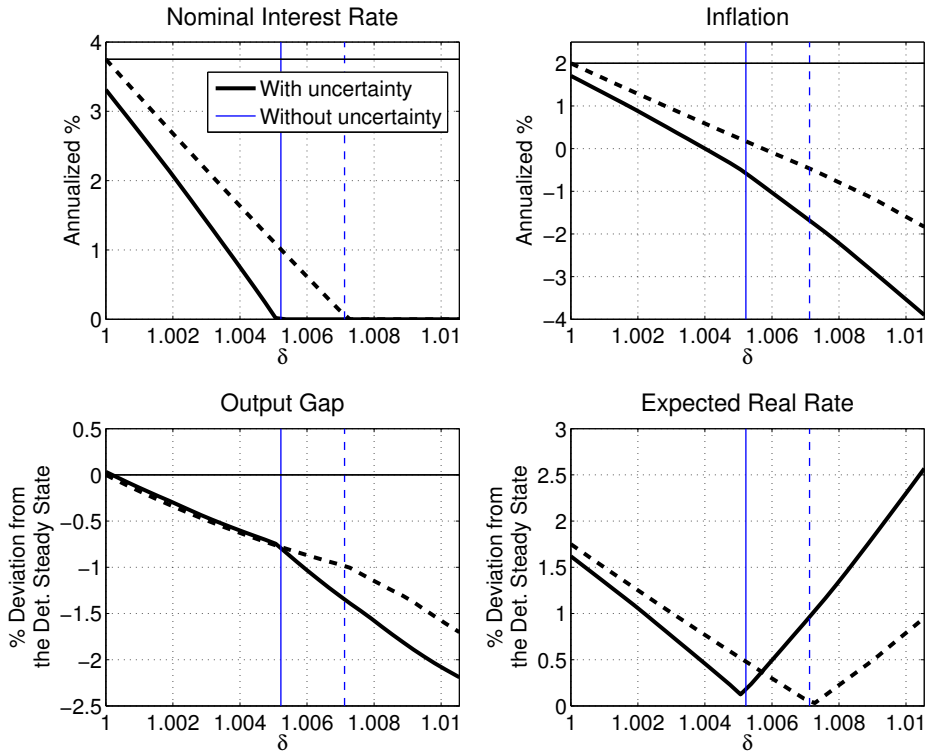 Nominal Interest Rate
Annualized %
4
3
2
1
0
With uncertainty
Without uncertainty
1 1.002 1.004 1.006 1.008 1.01
δ
Inflation
Annualized %
2
1
0
−1
−2
−3
−4
1 1.002 1.004 1.006 1.008 1.01
δ
Output Gap
% Deviation from
the Det. Steady State
0.5
0
−0.5
−1
−1.5
−2
−2.5
1 1.002 1.004 1.006 1.008 1.01
δ
Expected Real Rate
% Deviation from
the Det. Steady State
3
2.5
2
1.5
1
0.5
0
1 1.002 1.004 1.006 1.008 1.01
δ